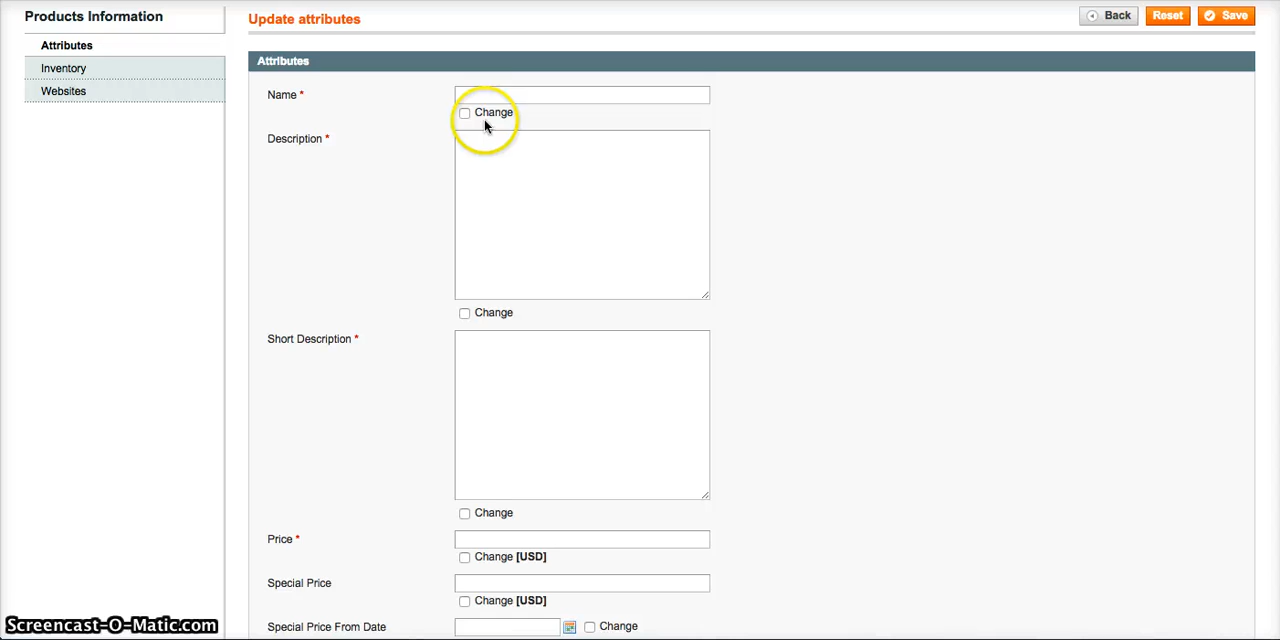 Products Information
Update attributes
Back
Reset
Save
Attributes
Inventory
Websites
Attributes
Name *
Change
Description *
Change
Short Description *
Change
Price *
Change [USD]
Special Price
Change [USD]
Special Price From Date
Change
Screencast-O-Matic.com